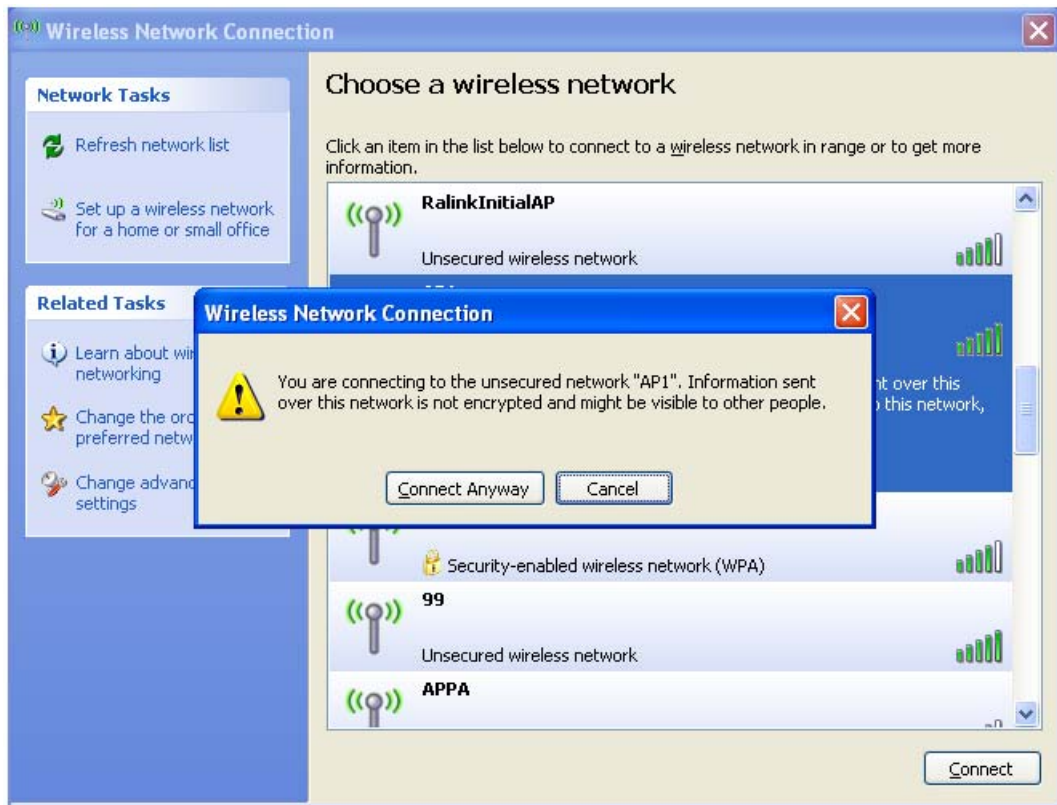 Wireless Network Connection
Network Tasks
Refresh network list
Set up a wireless network
for a home or small office
Related Tasks
Learn about
networking
Change the
preferred
Change
settings
Choose a wireless network
Click an item in the list below to connect to a wireless network in range or to get more
information.
RalinkInitialAP
Unsecured wireless network
over this
this network,
Security-enabled wireless network (WPA)
99
Unsecured wireless network
APPA
Connect
Wireless Network Connection
You are connecting to the unsecured network "AP1". Information sent
over this network is not encrypted and might be visible to other people.
Connect Anyway
Cancel